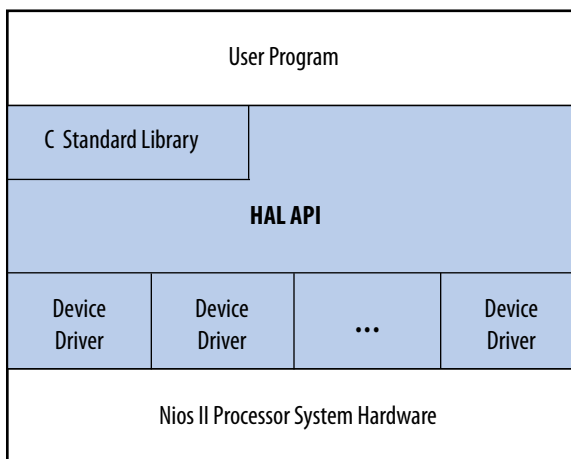 User Program
C Standard Library
HAL API
Device
Driver
Device
Driver
...
Device
Driver
Nios II Processor System Hardware